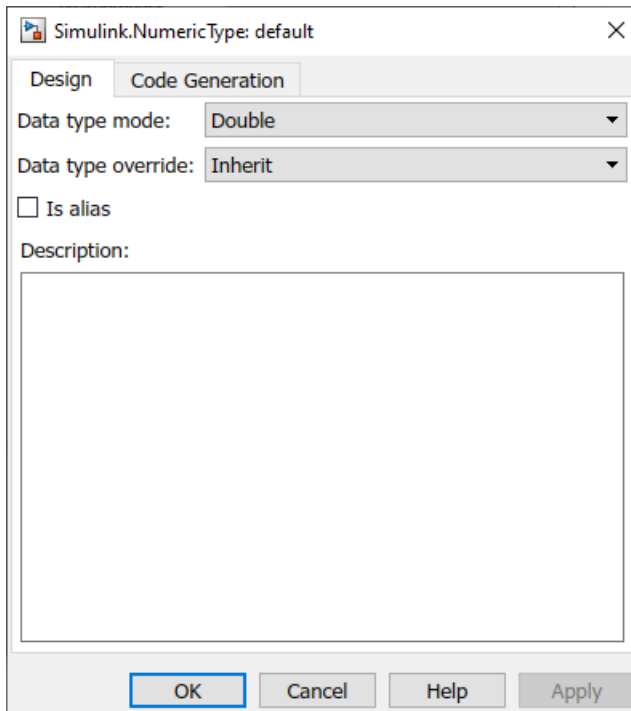 Simulink.NumericType: default
Design Code Generation
Data type mode: Double
Data type override: Inherit
Is alias
Description:
OK Cancel Help Apply